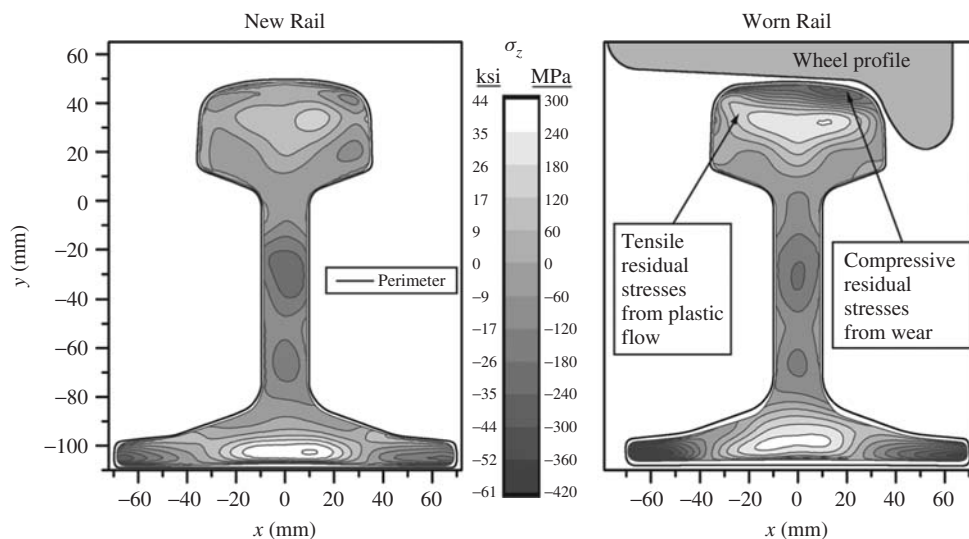 New Rail
Worn Rail
σz
ksi MPa
44 300
35 240
26 180
17 120
9 60
0 0
−9 −60
−17 −120
−26 −180
−35 −240
−44 −300
−52 −360
−61 −420
60
40
20
0
−20
−40
−60
−80
−100
y (mm)
−60 −40 −20 0 20 40 60
x (mm)
Perimeter
Wheel profile
Tensile
residual
stresses
from plastic
flow
Compressive
residual
stresses
from wear
−60 −40 −20 0 20 40 60
x (mm)